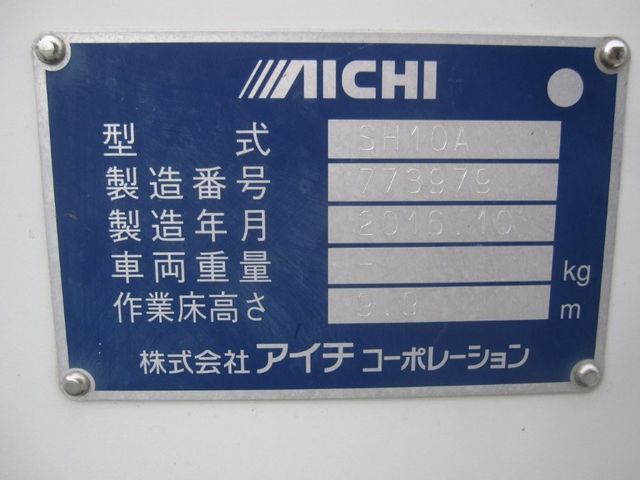 AICHI
型式 SH10A
製造番号 773979
製造年月 2016.10
車両重量 - kg
作業床高さ 9.9 m
株式会社 アイチ コーポレーション